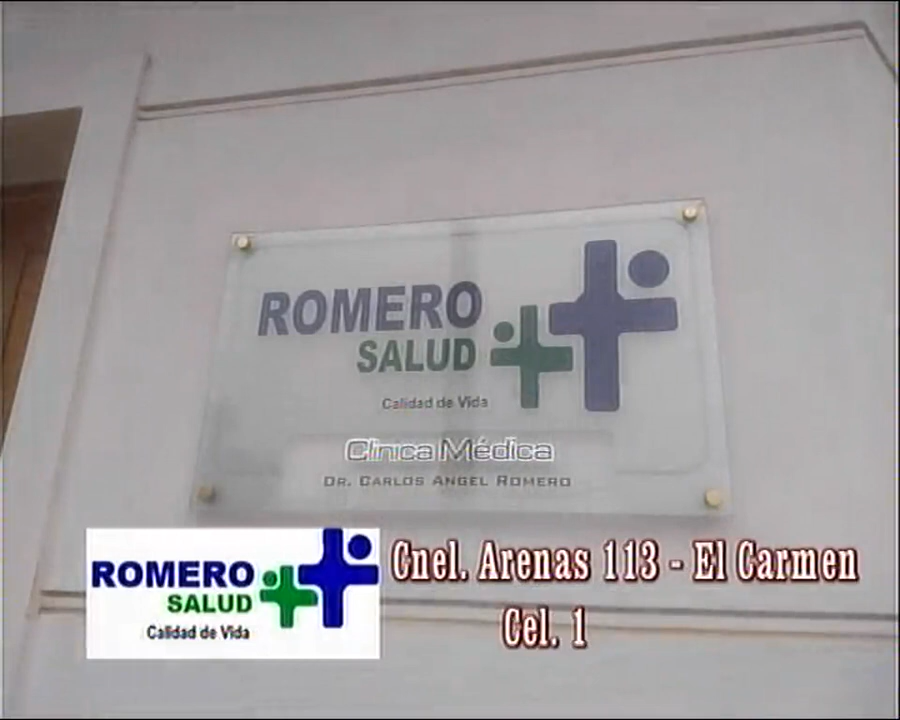 ROMERO
SALUD
Calidad de Vida
Clinica Médica
DR. CARLOS ANGEL ROMERO
ROMERO
SALUD
Calidad de Vida
Cnel. Arenas 113 - El Carmen
Cel. 1